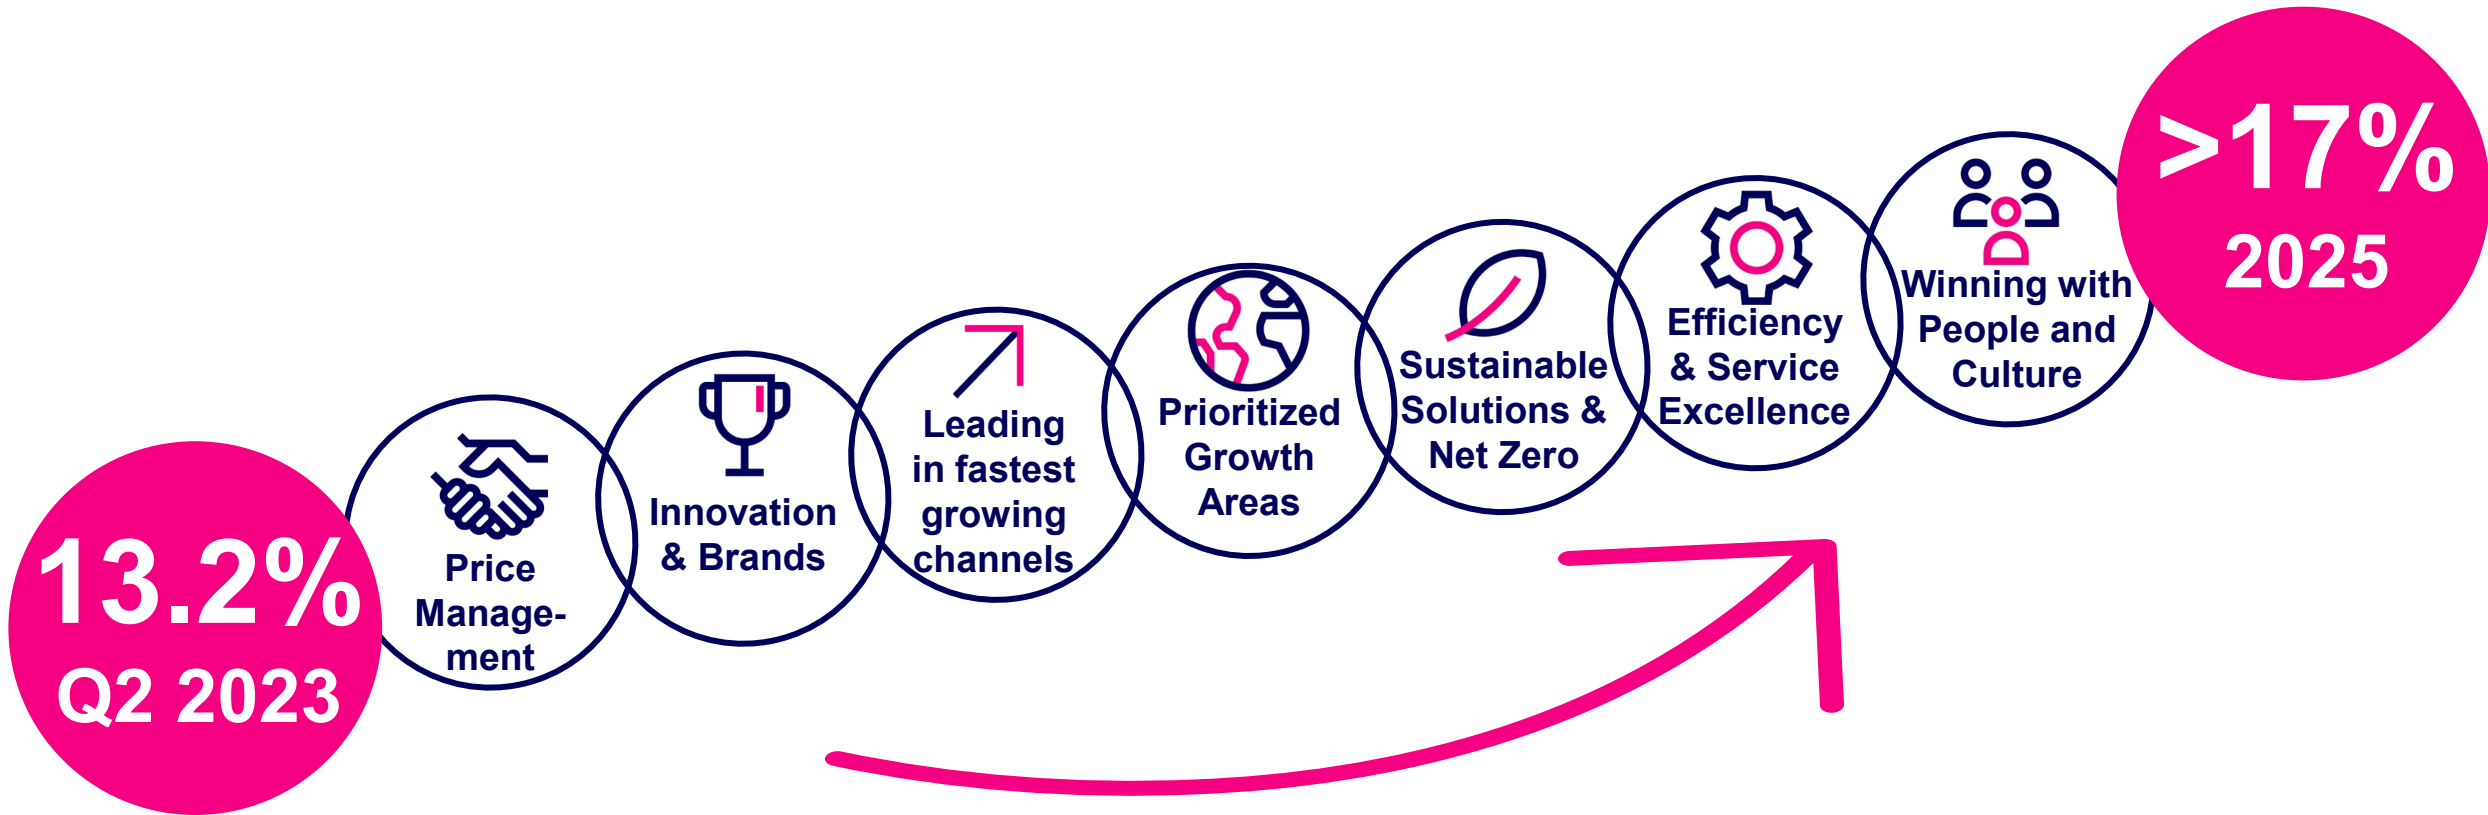 13.2%
Q2 2023
Price
Manage-
ment
Innovation
& Brands
Leading
in fastest
growing
channels
Prioritized
Growth
Areas
Sustainable
Solutions &
Net Zero
Efficiency
& Service
Excellence
Winning with
People and
Culture
>17%
2025